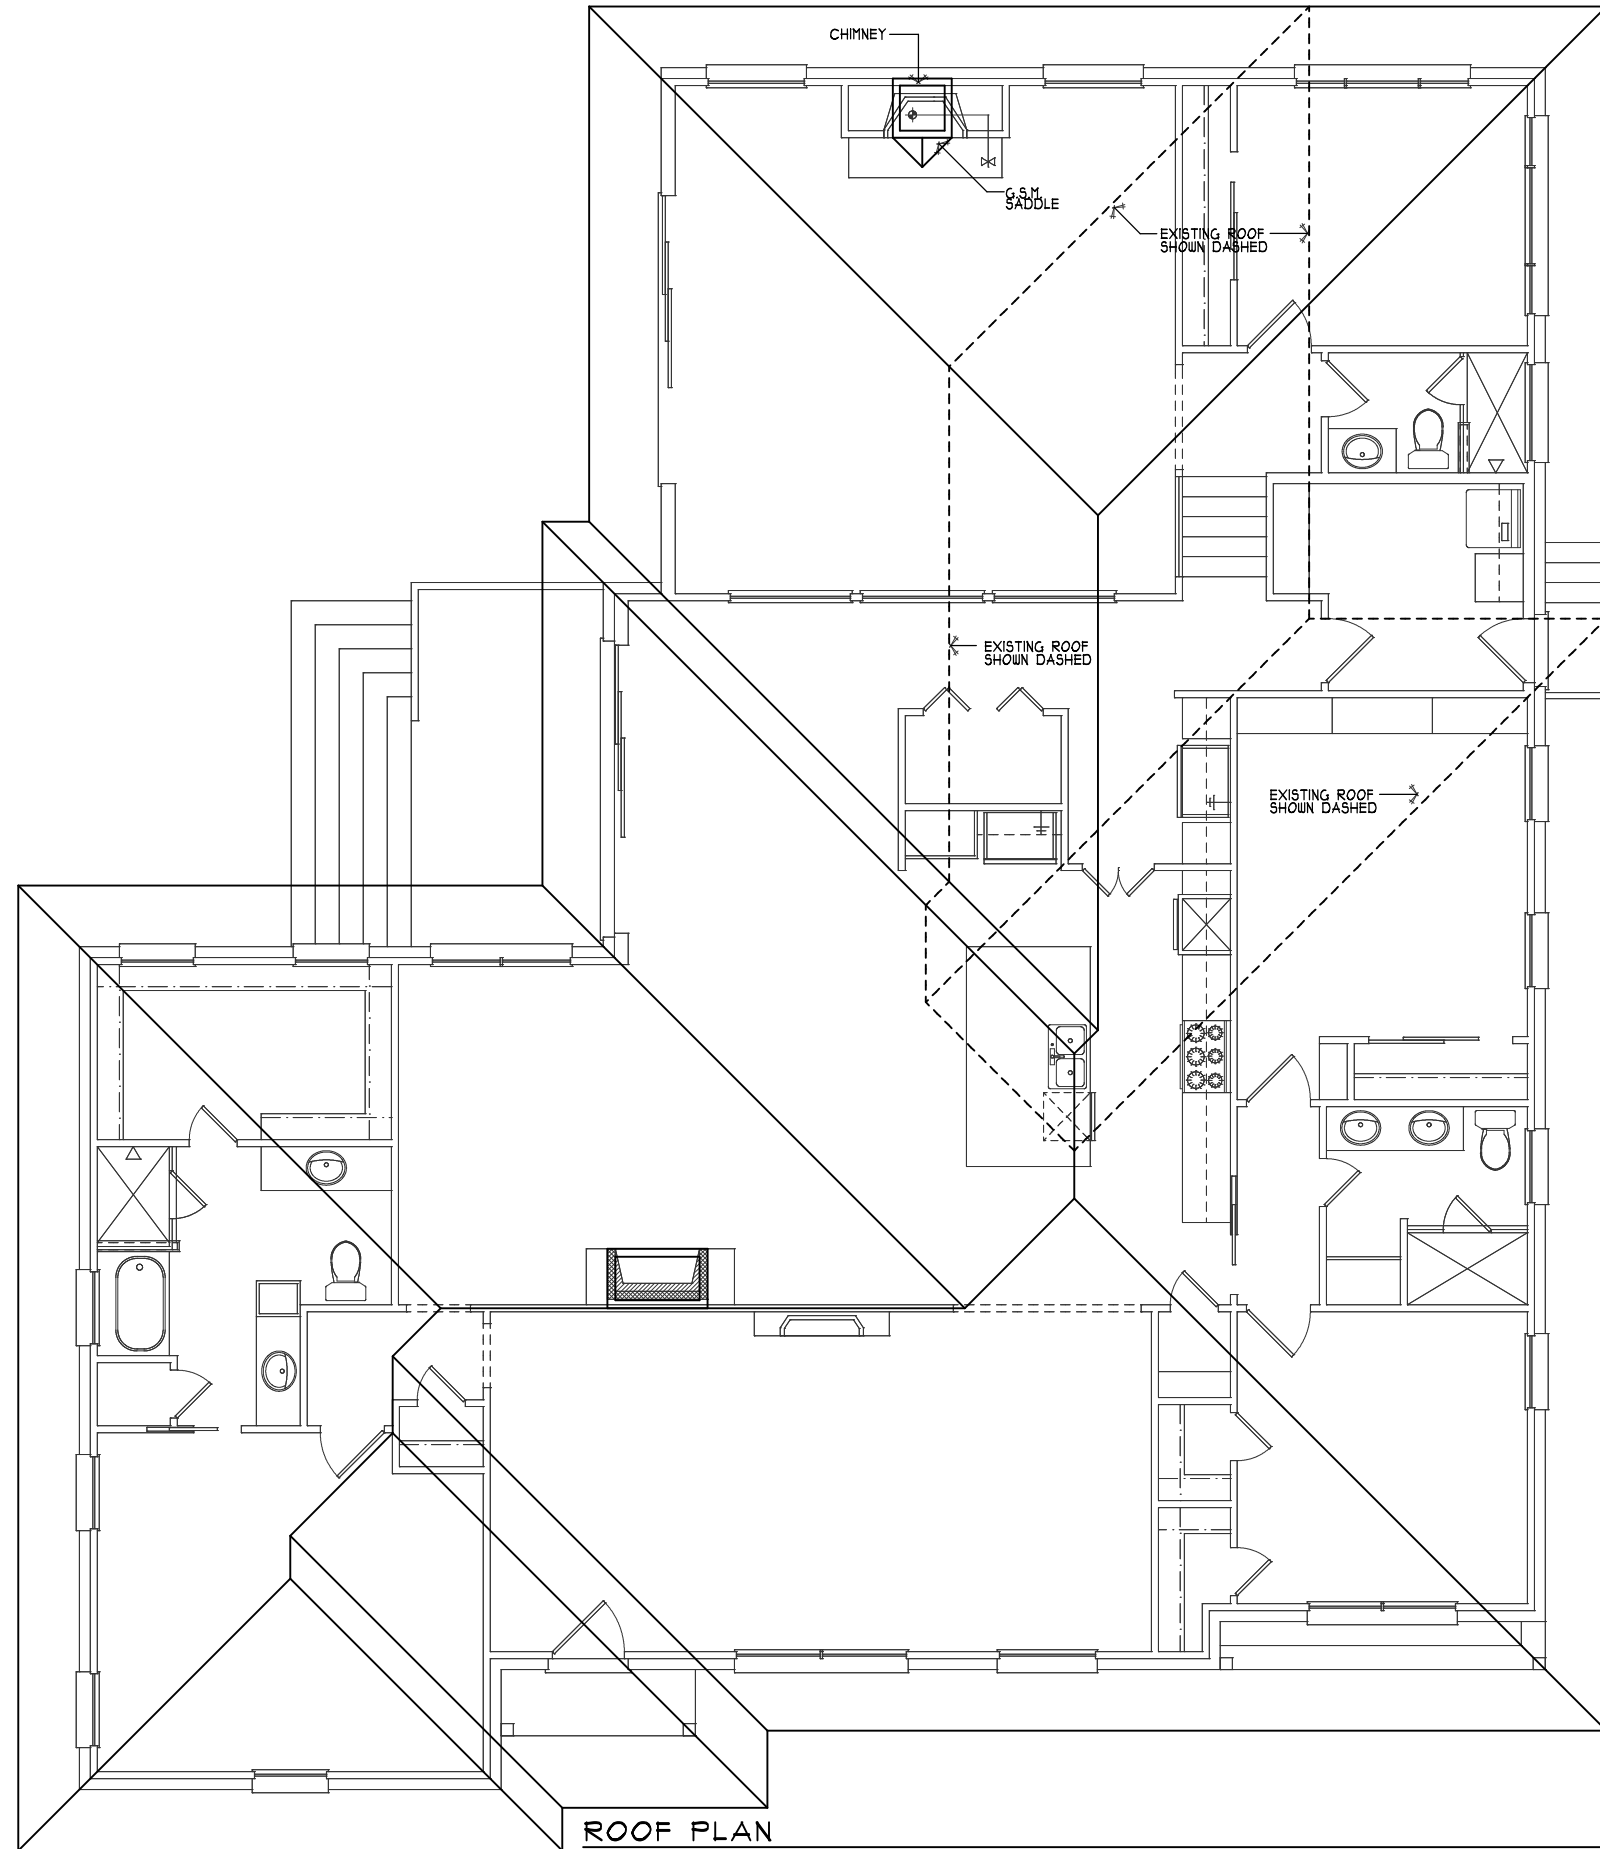 CHIMNEY
G.S.M.
SADDLE
EXISTING ROOF
SHOWN DASHED
EXISTING ROOF
SHOWN DASHED
EXISTING ROOF
SHOWN DASHED
ROOF PLAN